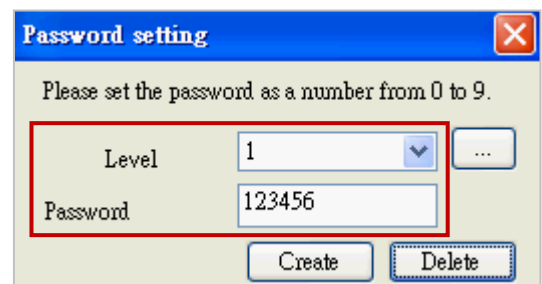 Password setting
Please set the password as a number from 0 to 9.
Level 1 ...
Password 123456
Create Delete